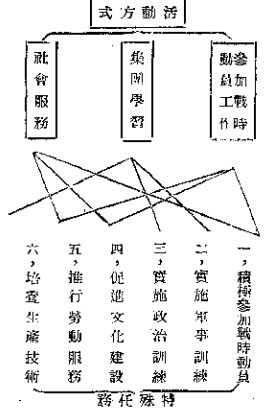 活動方式
參加戰時動員工作
集團學習
社會服務
一，積極參加戰時動員
二，實施軍事訓練
三，實施政治訓練
四，促進文化建設
五，推行勞動服務
六，培養生產技術
特殊任務